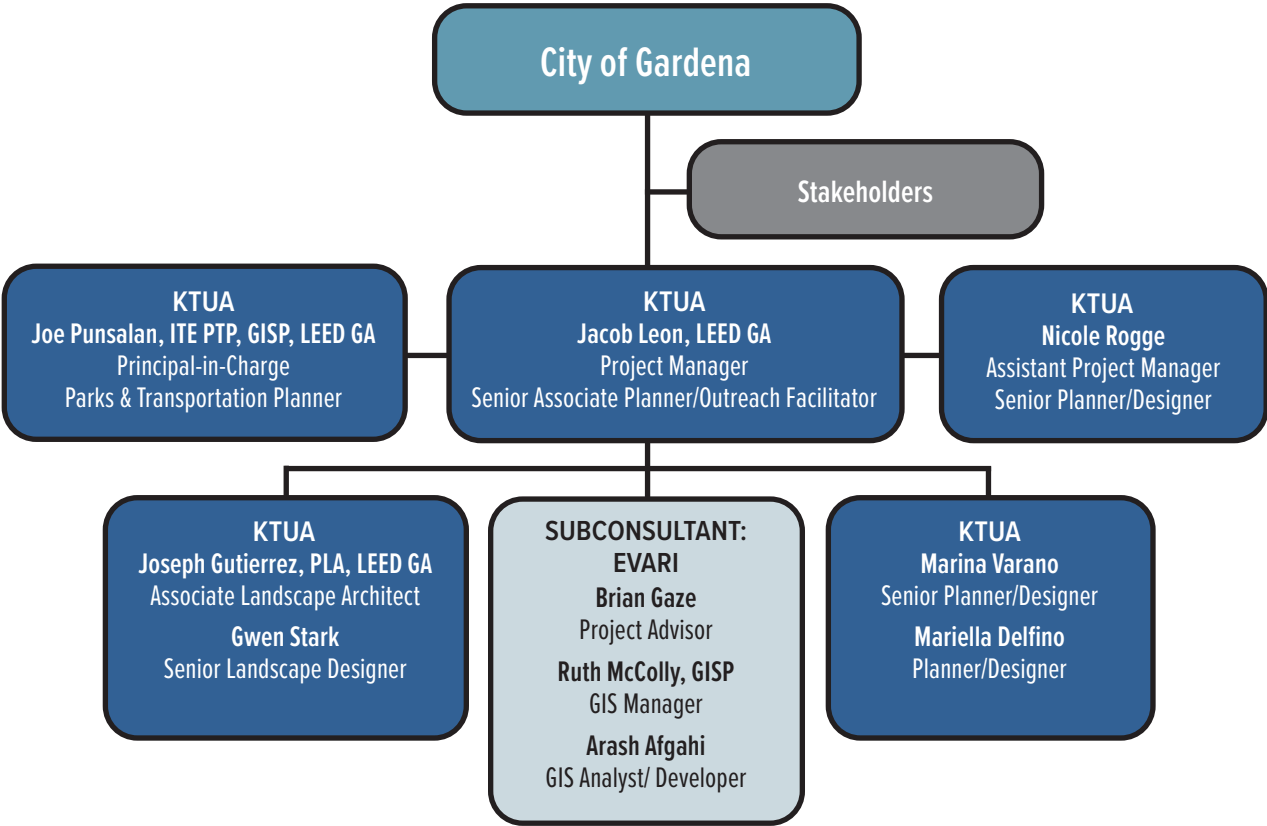 City of Gardena
Stakeholders
KTUA
Joe Punsalan, ITE PTP, GISP, LEED GA
Principal-in-Charge
Parks & Transportation Planner
KTUA
Jacob Leon, LEED GA
Project Manager
Senior Associate Planner/Outreach Facilitator
KTUA
Nicole Rogge
Assistant Project Manager
Senior Planner/Designer
KTUA
Joseph Gutierrez, PLA, LEED GA
Associate Landscape Architect
Gwen Stark
Senior Landscape Designer
SUBCONSULTANT:
EVARI
Brian Gaze
Project Advisor
Ruth McColly, GISP
GIS Manager
Arash Afgahi
GIS Analyst/ Developer
KTUA
Marina Varano
Senior Planner/Designer
Mariella Delfino
Planner/Designer